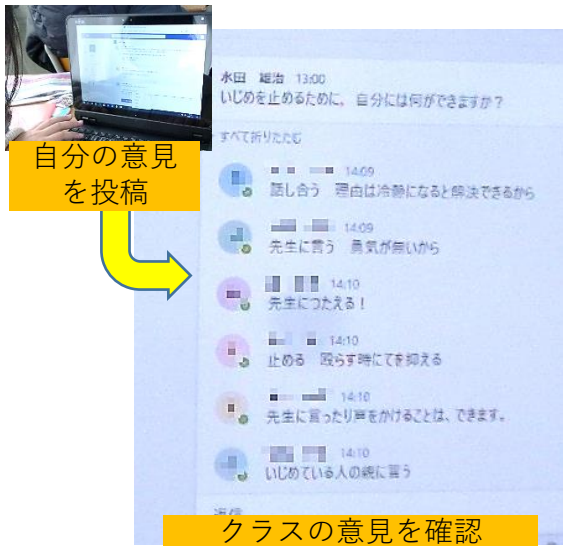 自分の意見
を投稿
永田 雄治 13:00
いじめを止めるために、自分には何ができますか？
すべて折りたたむ
14:09
話し合う 理由は冷静になると解決できるから
14:09
先生に言う 勇気が無いから
14:10
先生につたえる！
14:10
止める 殴らす時にてを抑える
14:10
先生に言ったり声をかけることは、できます。
14:10
いじめている人の親に言う
返信
クラスの意見を確認